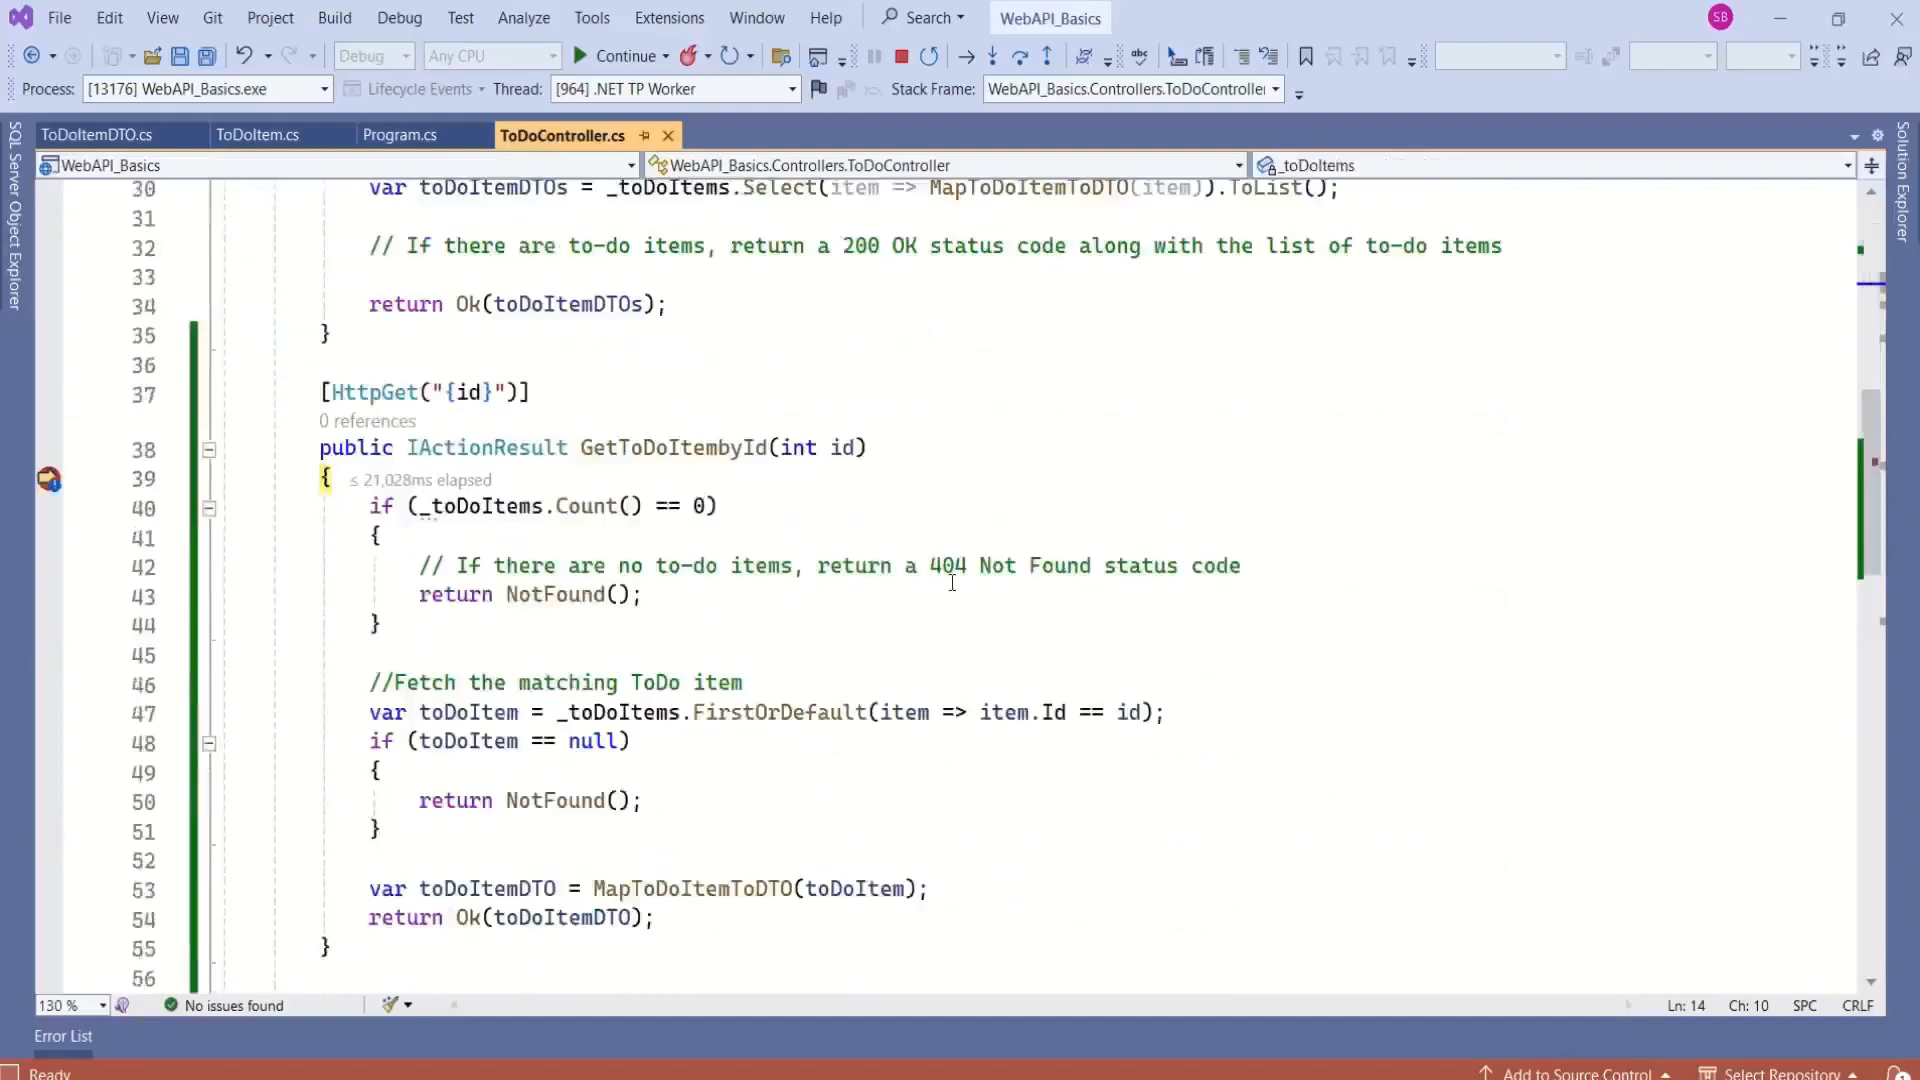 File Edit View Git Project Build Debug Test Analyze Tools Extensions Window Help Search WebAPI_Basics SB
Debug Any CPU Continue
Process: [13176] WebAPI_Basics.exe Lifecycle Events Thread: [964] .NET TP Worker Stack Frame: WebAPI_Basics.Controllers.ToDoController
SQL Server Object Explorer
Solution Explorer
ToDoItemDTO.cs ToDoItem.cs Program.cs ToDoController.cs
WebAPI_Basics WebAPI_Basics.Controllers.ToDoController _toDoItems
30 var toDoItemDTOs = _toDoItems.Select(item => MapToDoItemToDTO(item)).ToList();
31
32 // If there are to-do items, return a 200 OK status code along with the list of to-do items
33
34 return Ok(toDoItemDTOs);
35 }
36
37 [HttpGet("{id}")]
0 references
38 public IActionResult GetToDoItembyId(int id)
39 { ≤ 21,028ms elapsed
40 if (_toDoItems.Count() == 0)
41 {
42 // If there are no to-do items, return a 404 Not Found status code
43 return NotFound();
44 }
45
46 //Fetch the matching ToDo item
47 var toDoItem = _toDoItems.FirstOrDefault(item => item.Id == id);
48 if (toDoItem == null)
49 {
50 return NotFound();
51 }
52
53 var toDoItemDTO = MapToDoItemToDTO(toDoItem);
54 return Ok(toDoItemDTO);
55 }
56
130 % No issues found Ln: 14 Ch: 10 SPC CRLF
Error List
Ready Add to Source Control Select Repository